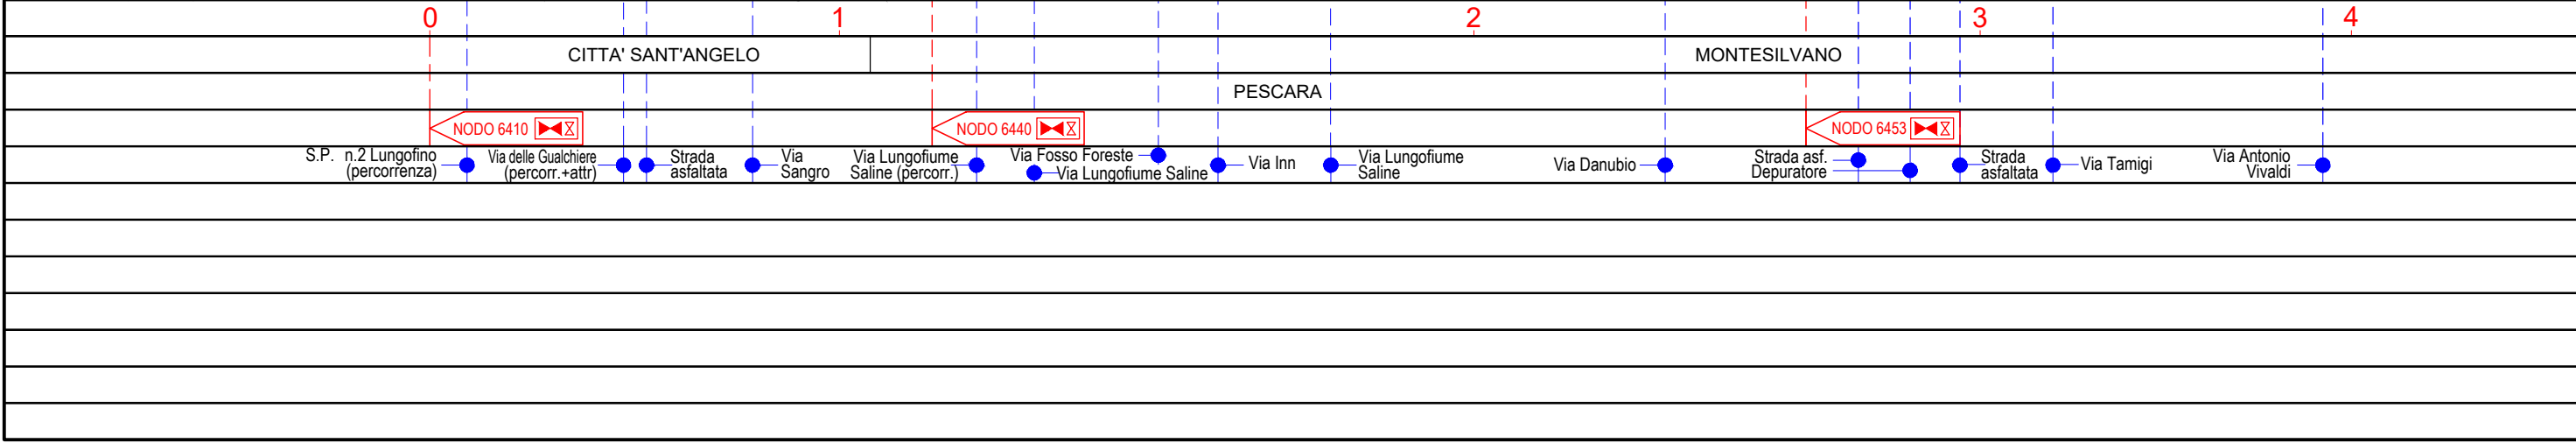 0 1 2 3 4
CITTA' SANT'ANGELO MONTESILVANO
PESCARA
NODO 6410 NODO 6440 NODO 6453
S.P. n.2 Lungofino
(percorrenza)
Via delle Gualchiere
(percorr.+attr)
Strada
asfaltata
Via
Sangro
Via Lungofiume
Saline (percorr.)
Via Fosso Foreste
Via Lungofiume Saline
Via Inn
Via Lungofiume
Saline
Via Danubio
Strada asf.
Depuratore
Strada
asfaltata
Via Tamigi
Via Antonio
Vivaldi